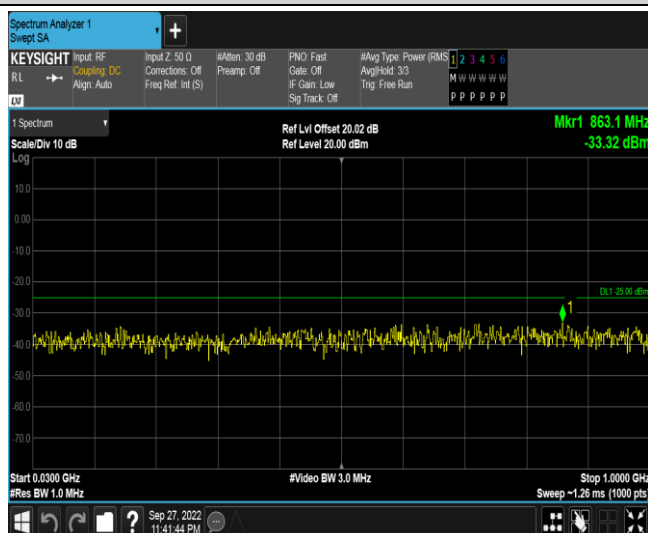 Spectrum Analyzer 1
Swept SA
+
KEYSIGHT
RL
LXI
Input: RF
Coupling: DC
Align: Auto
Input Z: 50 Ω
Corrections: Off
Freq Ref: Int (S)
#Atten: 30 dB
Preamp: Off
PNO: Fast
Gate: Off
IF Gain: Low
Sig Track: Off
#Avg Type: Power (RMS
Avg|Hold: 3/3
Trig: Free Run
1 2 3 4 5 6
M W W W W W
P P P P P P
1 Spectrum
Scale/Div 10 dB
Log
Ref Lvl Offset 20.02 dB
Ref Level 20.00 dBm
Mkr1 863.1 MHz
-33.32 dBm
10.0
0.00
-10.0
-20.0
DL1 -25.00 dBm
1
-30.0
-40.0
-50.0
-60.0
-70.0
Start 0.0300 GHz
#Res BW 1.0 MHz
#Video BW 3.0 MHz
Stop 1.0000 GHz
Sweep ~1.26 ms (1000 pts)
?
Sep 27, 2022
11:41:44 PM